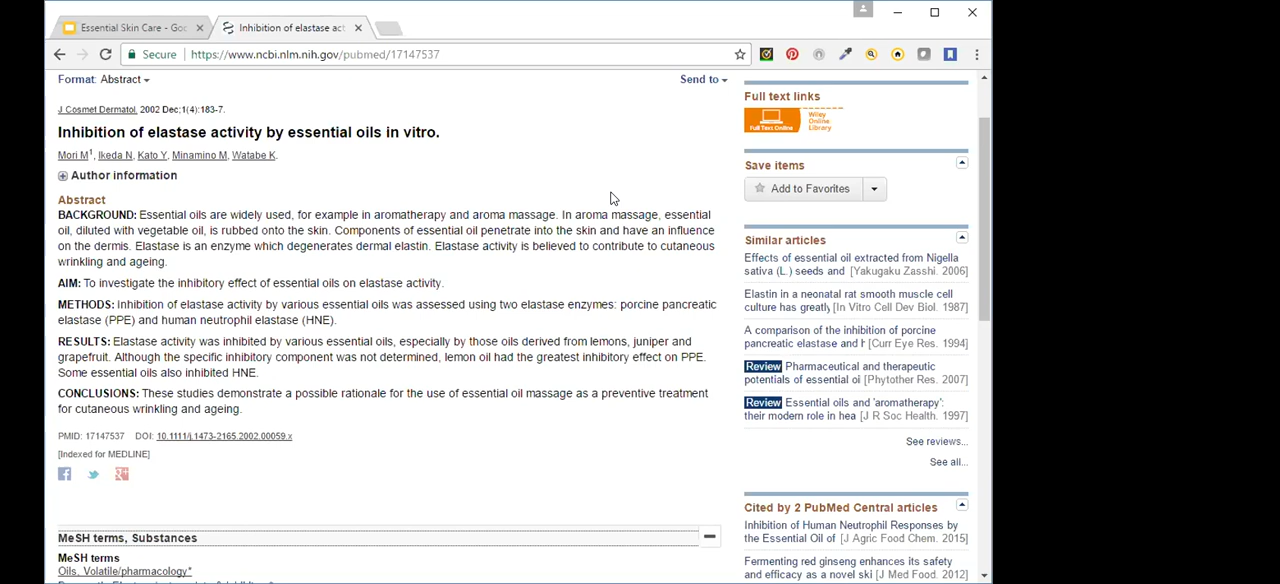 Essential Skin Care - Goo
Inhibition of elastase act
Secure
https://www.ncbi.nlm.nih.gov/pubmed/17147537
Format: Abstract
Send to
J Cosmet Dermatol. 2002 Dec;1(4):183-7.
Inhibition of elastase activity by essential oils in vitro.
Mori M1, Ikeda N, Kato Y, Minamino M, Watabe K.
Author information
Abstract
BACKGROUND: Essential oils are widely used, for example in aromatherapy and aroma massage. In aroma massage, essential
oil, diluted with vegetable oil, is rubbed onto the skin. Components of essential oil penetrate into the skin and have an influence
on the dermis. Elastase is an enzyme which degenerates dermal elastin. Elastase activity is believed to contribute to cutaneous
wrinkling and ageing.
AIM: To investigate the inhibitory effect of essential oils on elastase activity.
METHODS: Inhibition of elastase activity by various essential oils was assessed using two elastase enzymes: porcine pancreatic
elastase (PPE) and human neutrophil elastase (HNE).
RESULTS: Elastase activity was inhibited by various essential oils, especially by those oils derived from lemons, juniper and
grapefruit. Although the specific inhibitory component was not determined, lemon oil had the greatest inhibitory effect on PPE.
Some essential oils also inhibited HNE.
CONCLUSIONS: These studies demonstrate a possible rationale for the use of essential oil massage as a preventive treatment
for cutaneous wrinkling and ageing.
PMID: 17147537 DOI: 10.1111/j.1473-2165.2002.00059.x
[Indexed for MEDLINE]
MeSH terms, Substances
MeSH terms
Oils, Volatile/pharmacology*
Full text links
Full Text Online
Wiley
Online
Library
Save items
Add to Favorites
Similar articles
Effects of essential oil extracted from Nigella
sativa (L.) seeds and [Yakugaku Zasshi. 2006]
Elastin in a neonatal rat smooth muscle cell
culture has greatly [In Vitro Cell Dev Biol. 1987]
A comparison of the inhibition of porcine
pancreatic elastase and h [Curr Eye Res. 1994]
Review Pharmaceutical and therapeutic
potentials of essential oi [Phytother Res. 2007]
Review Essential oils and 'aromatherapy':
their modern role in hea [J R Soc Health. 1997]
See reviews...
See all...
Cited by 2 PubMed Central articles
Inhibition of Human Neutrophil Responses by
the Essential Oil of [J Agric Food Chem. 2015]
Fermenting red ginseng enhances its safety
and efficacy as a novel ski [J Med Food. 2012]